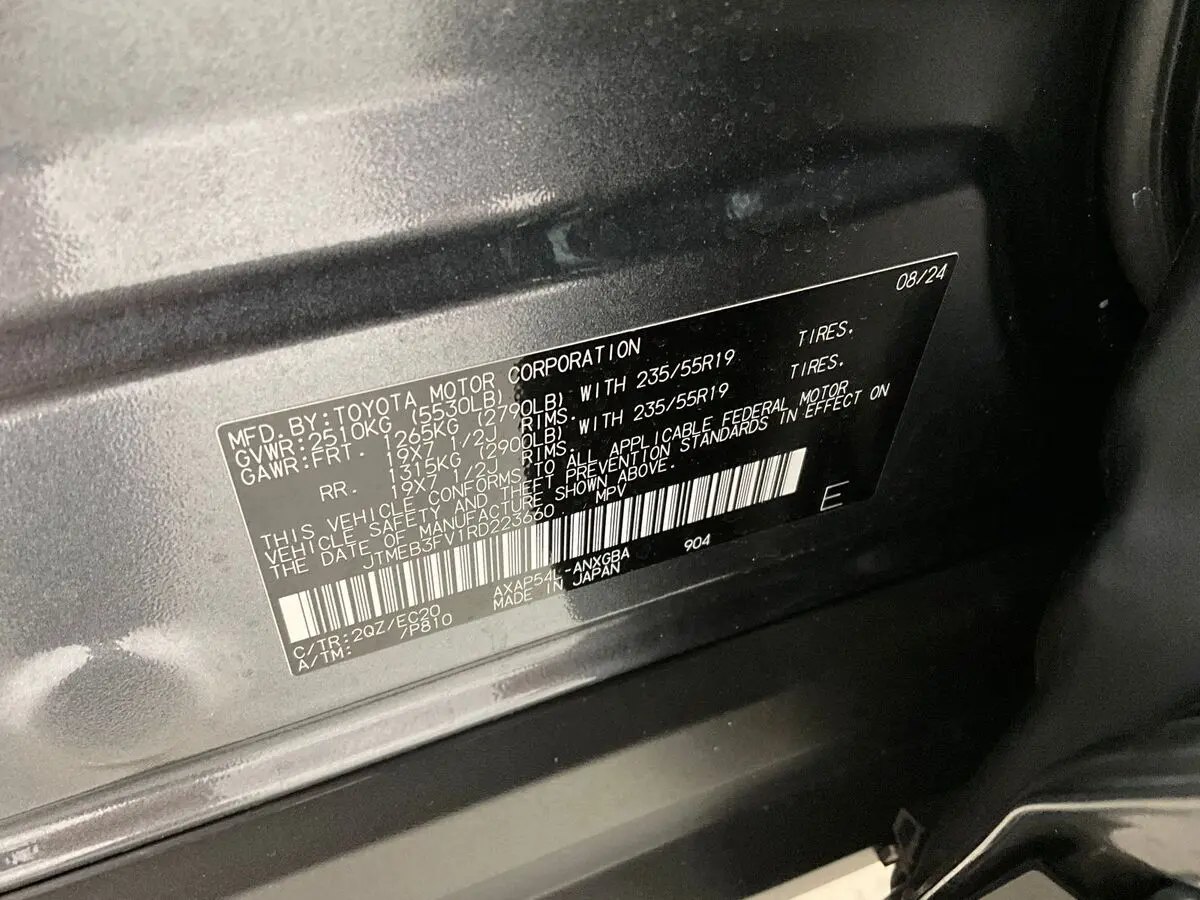 08/24
MFD. BY: TOYOTA MOTOR CORPORATION
GVWR: 2510KG (5530LB)
GAWR: FRT. 1265KG (2790LB) WITH 235/55R19 TIRES.
19X7 1/2J RIMS.
RR. 1315KG (2900LB) WITH 235/55R19 TIRES.
19X7 1/2J RIMS.
THIS VEHICLE CONFORMS TO ALL APPLICABLE FEDERAL MOTOR
VEHICLE SAFETY AND THEFT PREVENTION STANDARDS IN EFFECT ON
THE DATE OF MANUFACTURE SHOWN ABOVE.
JTMEB3FV1RD223660 MPV
E
C/TR: 2QZ/EC20 AXAP54L-ANXGBA 904
A/TM: /P810 MADE IN JAPAN